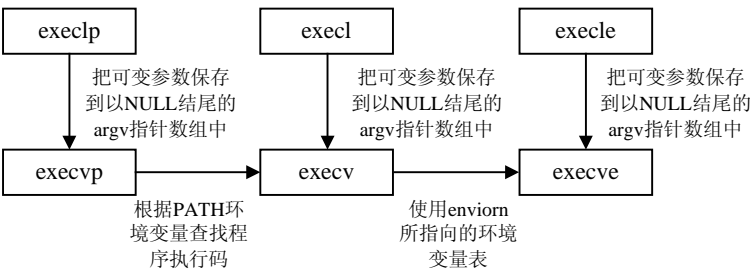 execlp
execl
execle
把可变参数保存
到以NULL结尾的
argv指针数组中
把可变参数保存
到以NULL结尾的
argv指针数组中
把可变参数保存
到以NULL结尾的
argv指针数组中
execvp
execv
execve
根据PATH环
境变量查找程
序执行码
使用enviorn
所指向的环境
变量表